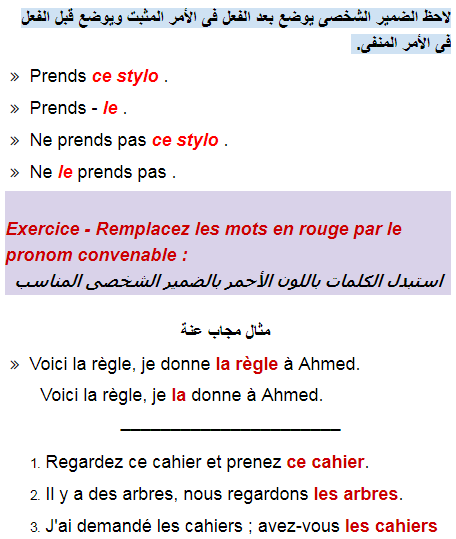 لاحظ الضمير الشخصى يوضع بعد الفعل فى الأمر المثبت ويوضع قبل الفعل
فى الأمر المنفى.
» Prends ce stylo .
» Prends - le .
» Ne prends pas ce stylo .
» Ne le prends pas .
Exercice - Remplacez les mots en rouge par le
pronom convenable :
استبدل الكلمات باللون الأحمر بالضمير الشخصى المناسب
مثال مجاب عنة
» Voici la règle, je donne la règle à Ahmed.
Voici la règle, je la donne à Ahmed.
1. Regardez ce cahier et prenez ce cahier.
2. Il y a des arbres, nous regardons les arbres.
3. J'ai demandé les cahiers ; avez-vous les cahiers